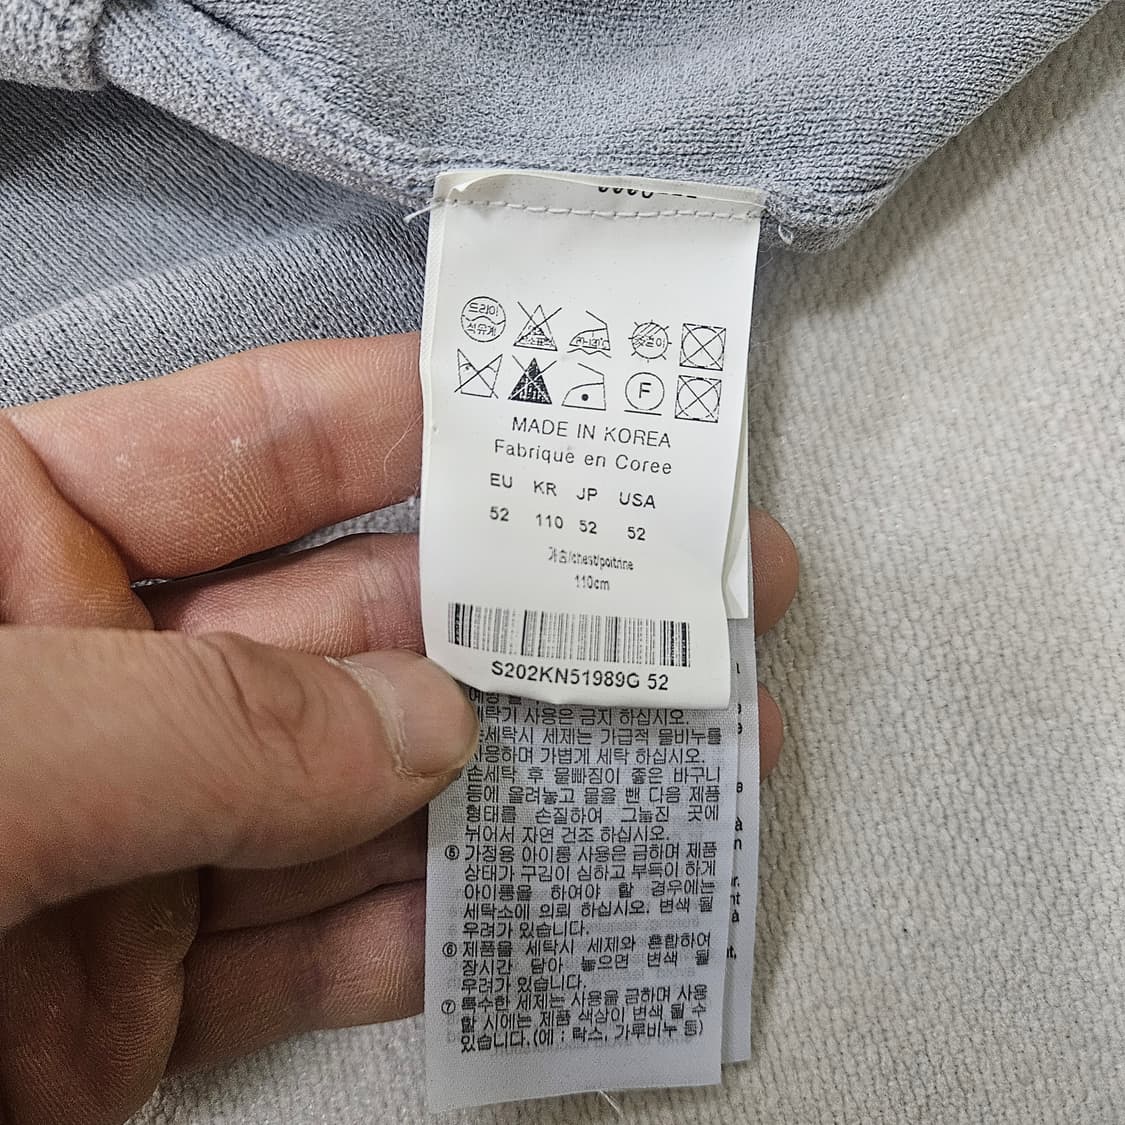 드라이
석유계
F
MADE IN KOREA
Fabrique en Coree
EU KR JP USA
52 110 52 52
가슴/chest/poitrine
110cm
S202KN51989G 52
세탁기 사용은 금지 하십시오.
손세탁시 세제는 가급적 물비누를
사용하며 가볍게 세탁 하십시오.
손세탁 후 물빠짐이 좋은 바구니
등에 올려놓고 물을 뺀 다음 제품
형태를 손질하여 그늘진 곳에
뉘어서 자연 건조 하십시오.
⑤ 가정용 아이롱 사용은 금하며 제품
상태가 구김이 심하고 부득이 하게
아이롱을 하여야 할 경우에는
세탁소에 의뢰 하십시오. 변색 될
우려가 있습니다.
⑥ 제품을 세탁시 세제와 혼합하여
장시간 담아 놓으면 변색 될
우려가 있습니다.
⑦ 특수한 세제는 사용을 금하며 사용
할 시에는 제품 색상이 변색 될 수
있습니다.(예 : 락스, 가루비누 등)